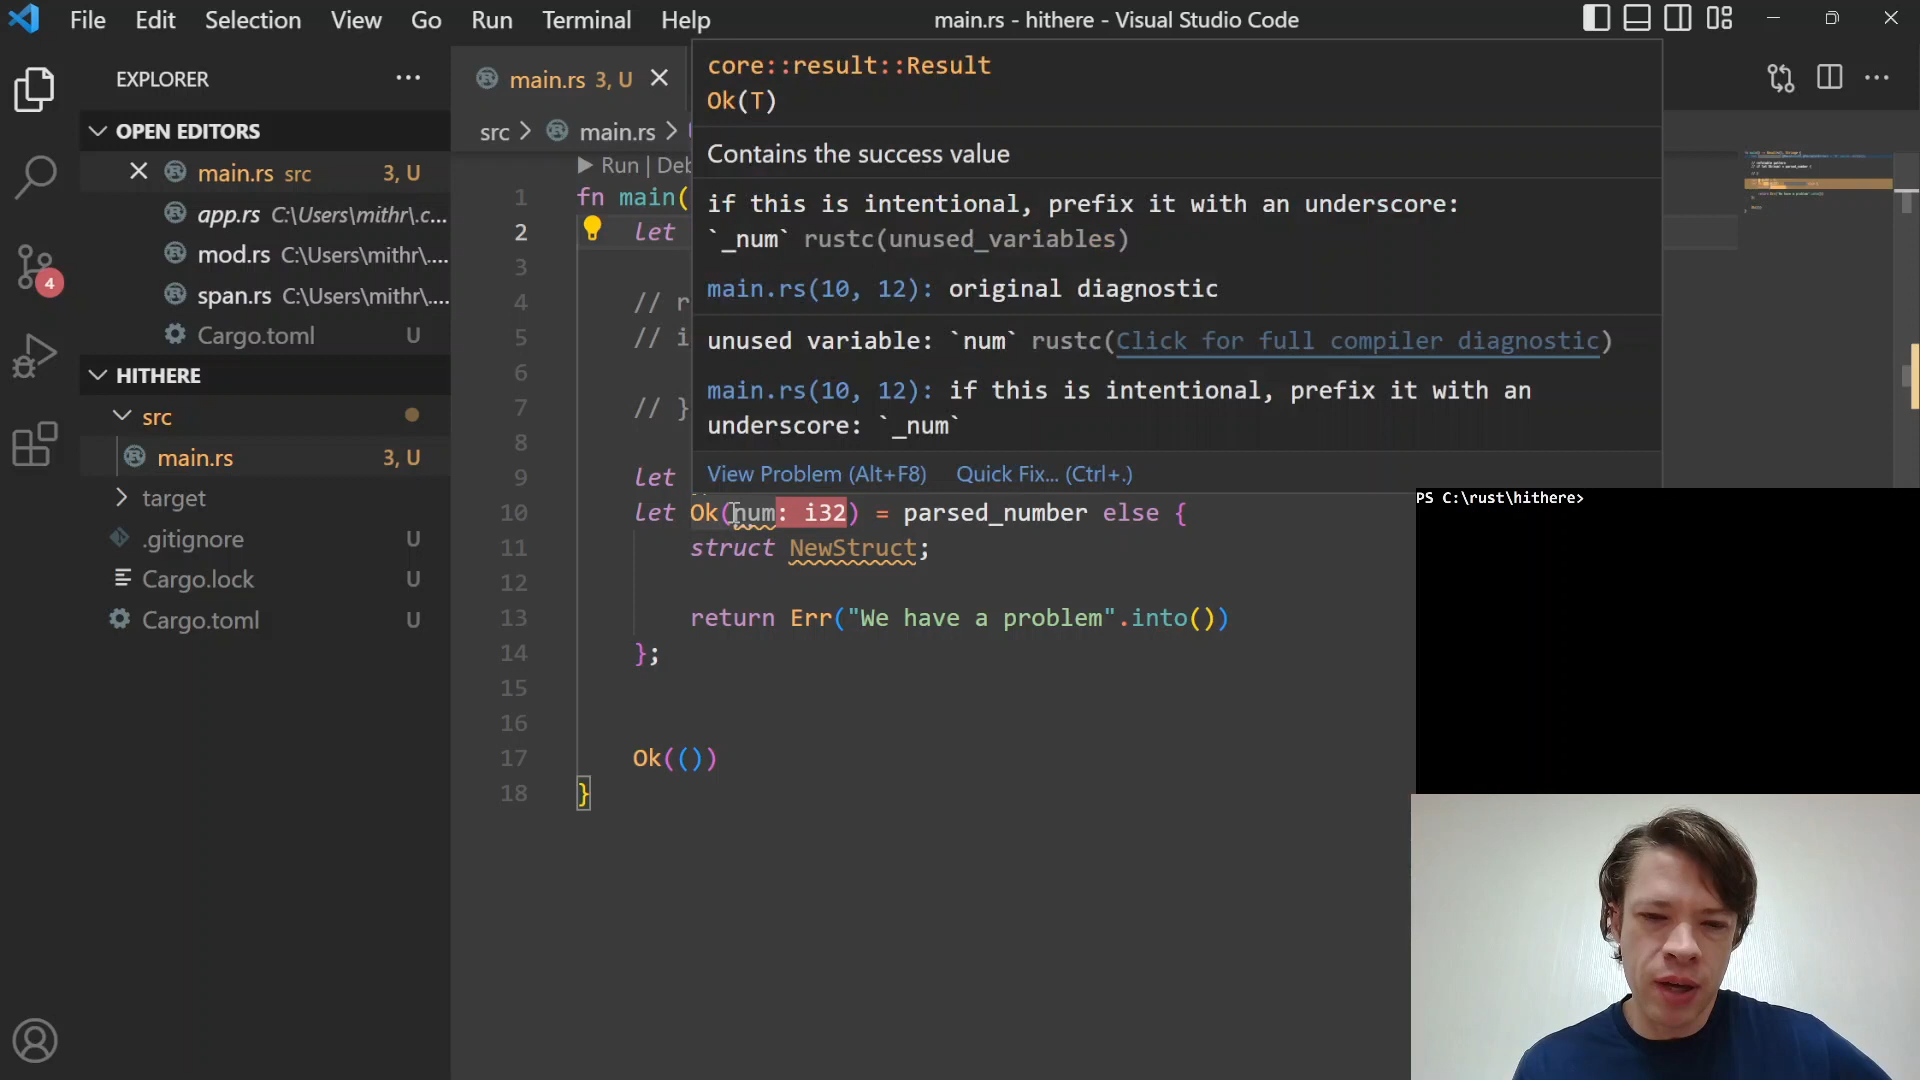 File Edit Selection View Go Run Terminal Help
main.rs - hithere - Visual Studio Code
EXPLORER
OPEN EDITORS
main.rs src 3, U
app.rs C:\Users\mithr\.c...
mod.rs C:\Users\mithr\....
span.rs C:\Users\mithr\....
Cargo.toml U
HITHERE
src
main.rs 3, U
target
.gitignore U
Cargo.lock U
Cargo.toml U
4
main.rs 3, U
src > main.rs >
Run | Deb
1 fn main(
2 let
3
4 // r
5 // i
6
7 // }
8
9 let
10 let Ok(num: i32) = parsed_number else {
11 struct NewStruct;
12
13 return Err("We have a problem".into())
14 };
15
16
17 Ok(())
18 }
core::result::Result
Ok(T)
Contains the success value
if this is intentional, prefix it with an underscore:
`_num` rustc(unused_variables)
main.rs(10, 12): original diagnostic
unused variable: `num` rustc(Click for full compiler diagnostic)
main.rs(10, 12): if this is intentional, prefix it with an
underscore: `_num`
View Problem (Alt+F8) Quick Fix... (Ctrl+.)
PS C:\rust\hithere>